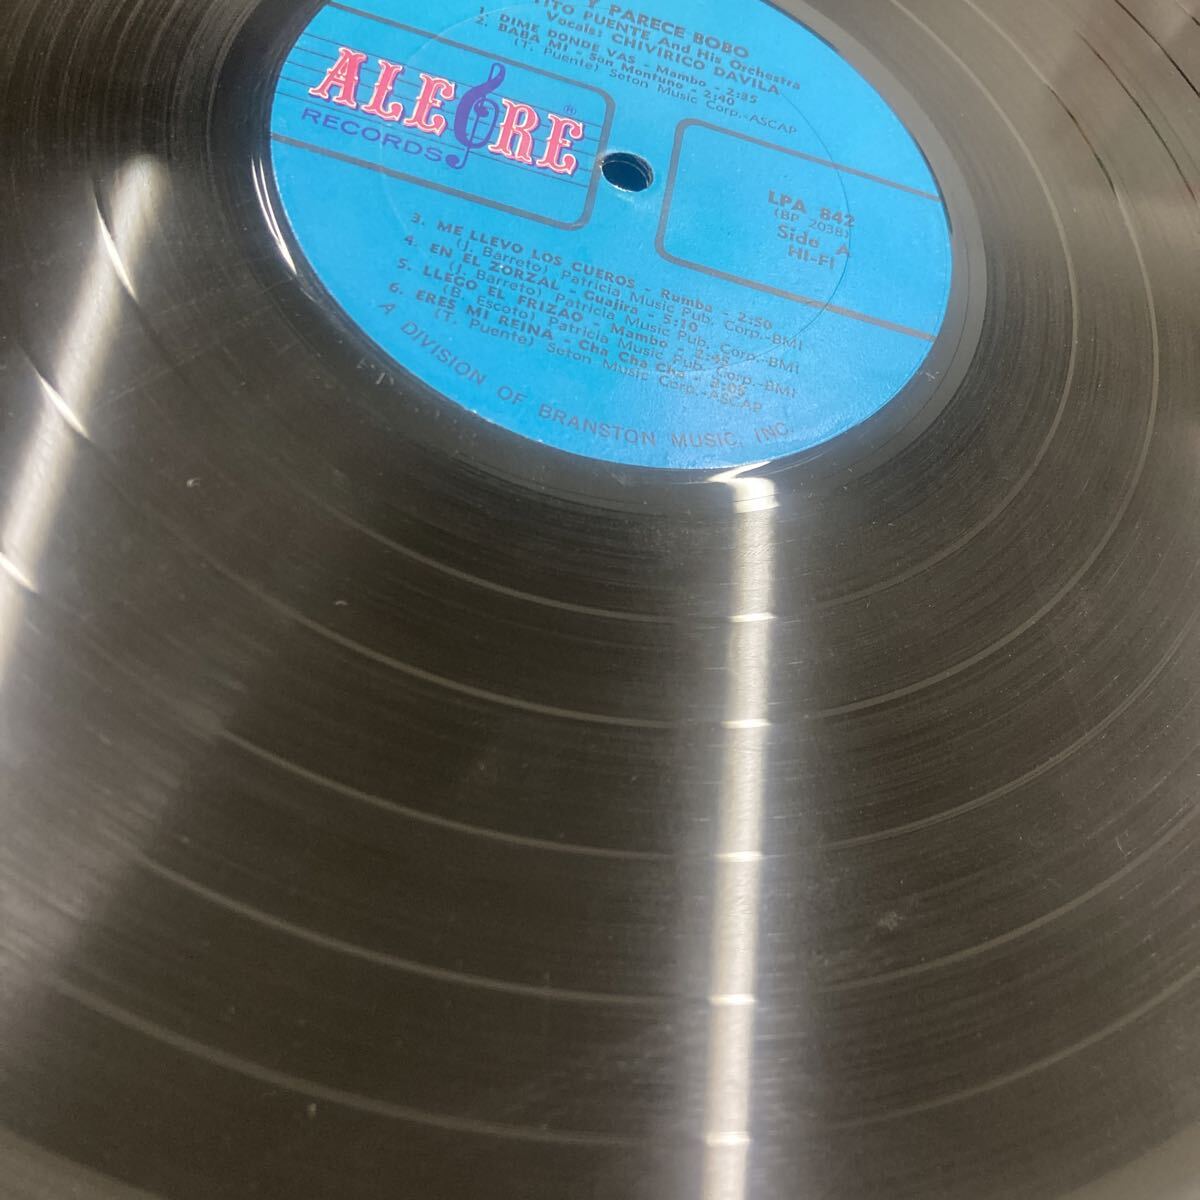 Y PARECE BOBO
TITO PUENTE And His Orchestra
Vocals: CHIVIRICO DAVILA
1. DIME DONDE VAS - Mambo - 2:35
2. BABA MI - San Montuno - 2:40
(T. Puente) Seton Music Corp.-ASCAP
ALEGRE ®
RECORDS
LPA 842
(BP 2038)
Side A
HI-FI
3. ME LLEVO LOS CUEROS - Rumba - 2:50
(J. Barreto) Patricia Music Pub. Corp.-BMI
4. EN EL ZORZAL - Guajira - 5:10
(J. Barreto) Patricia Music Pub. Corp.-BMI
5. LLEGO EL FRIZAO - Mambo - 2:45
(B. Escoto) Patricia Music Pub. Corp.-BMI
6. ERES MI REINA - Cha Cha Cha - 3:05
(T. Puente) Seton Music Corp.-ASCAP
A DIVISION OF BRANSTON MUSIC, INC.